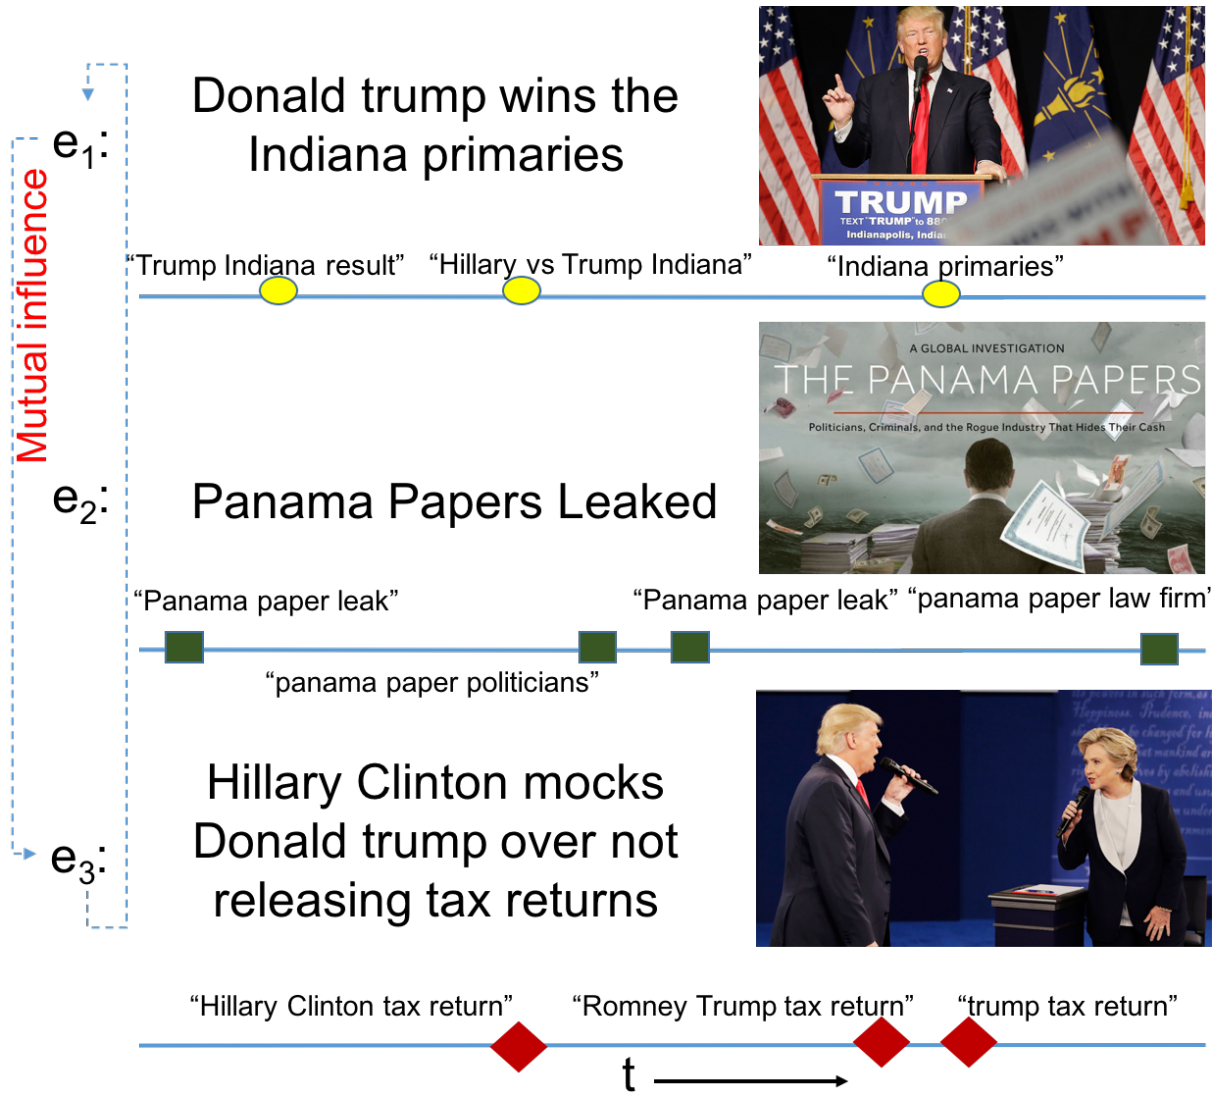 Donald trump wins the
Indiana primaries
e1:
Mutual influence
TRUMP
TEXT "TRUMP" to 88
Indianapolis, India
“Trump Indiana result”
“Hillary vs Trump Indiana”
“Indiana primaries”
A GLOBAL INVESTIGATION
THE PANAMA PAPERS
Politicians, Criminals, and the Rogue Industry That Hides Their Cash
e2:
Panama Papers Leaked
“Panama paper leak”
“Panama paper leak”
“panama paper law firm’
“panama paper politicians”
Hillary Clinton mocks
Donald trump over not
releasing tax returns
e3:
Happiness. Prudence, in
“Hillary Clinton tax return”
“Romney Trump tax return”
“trump tax return”
t